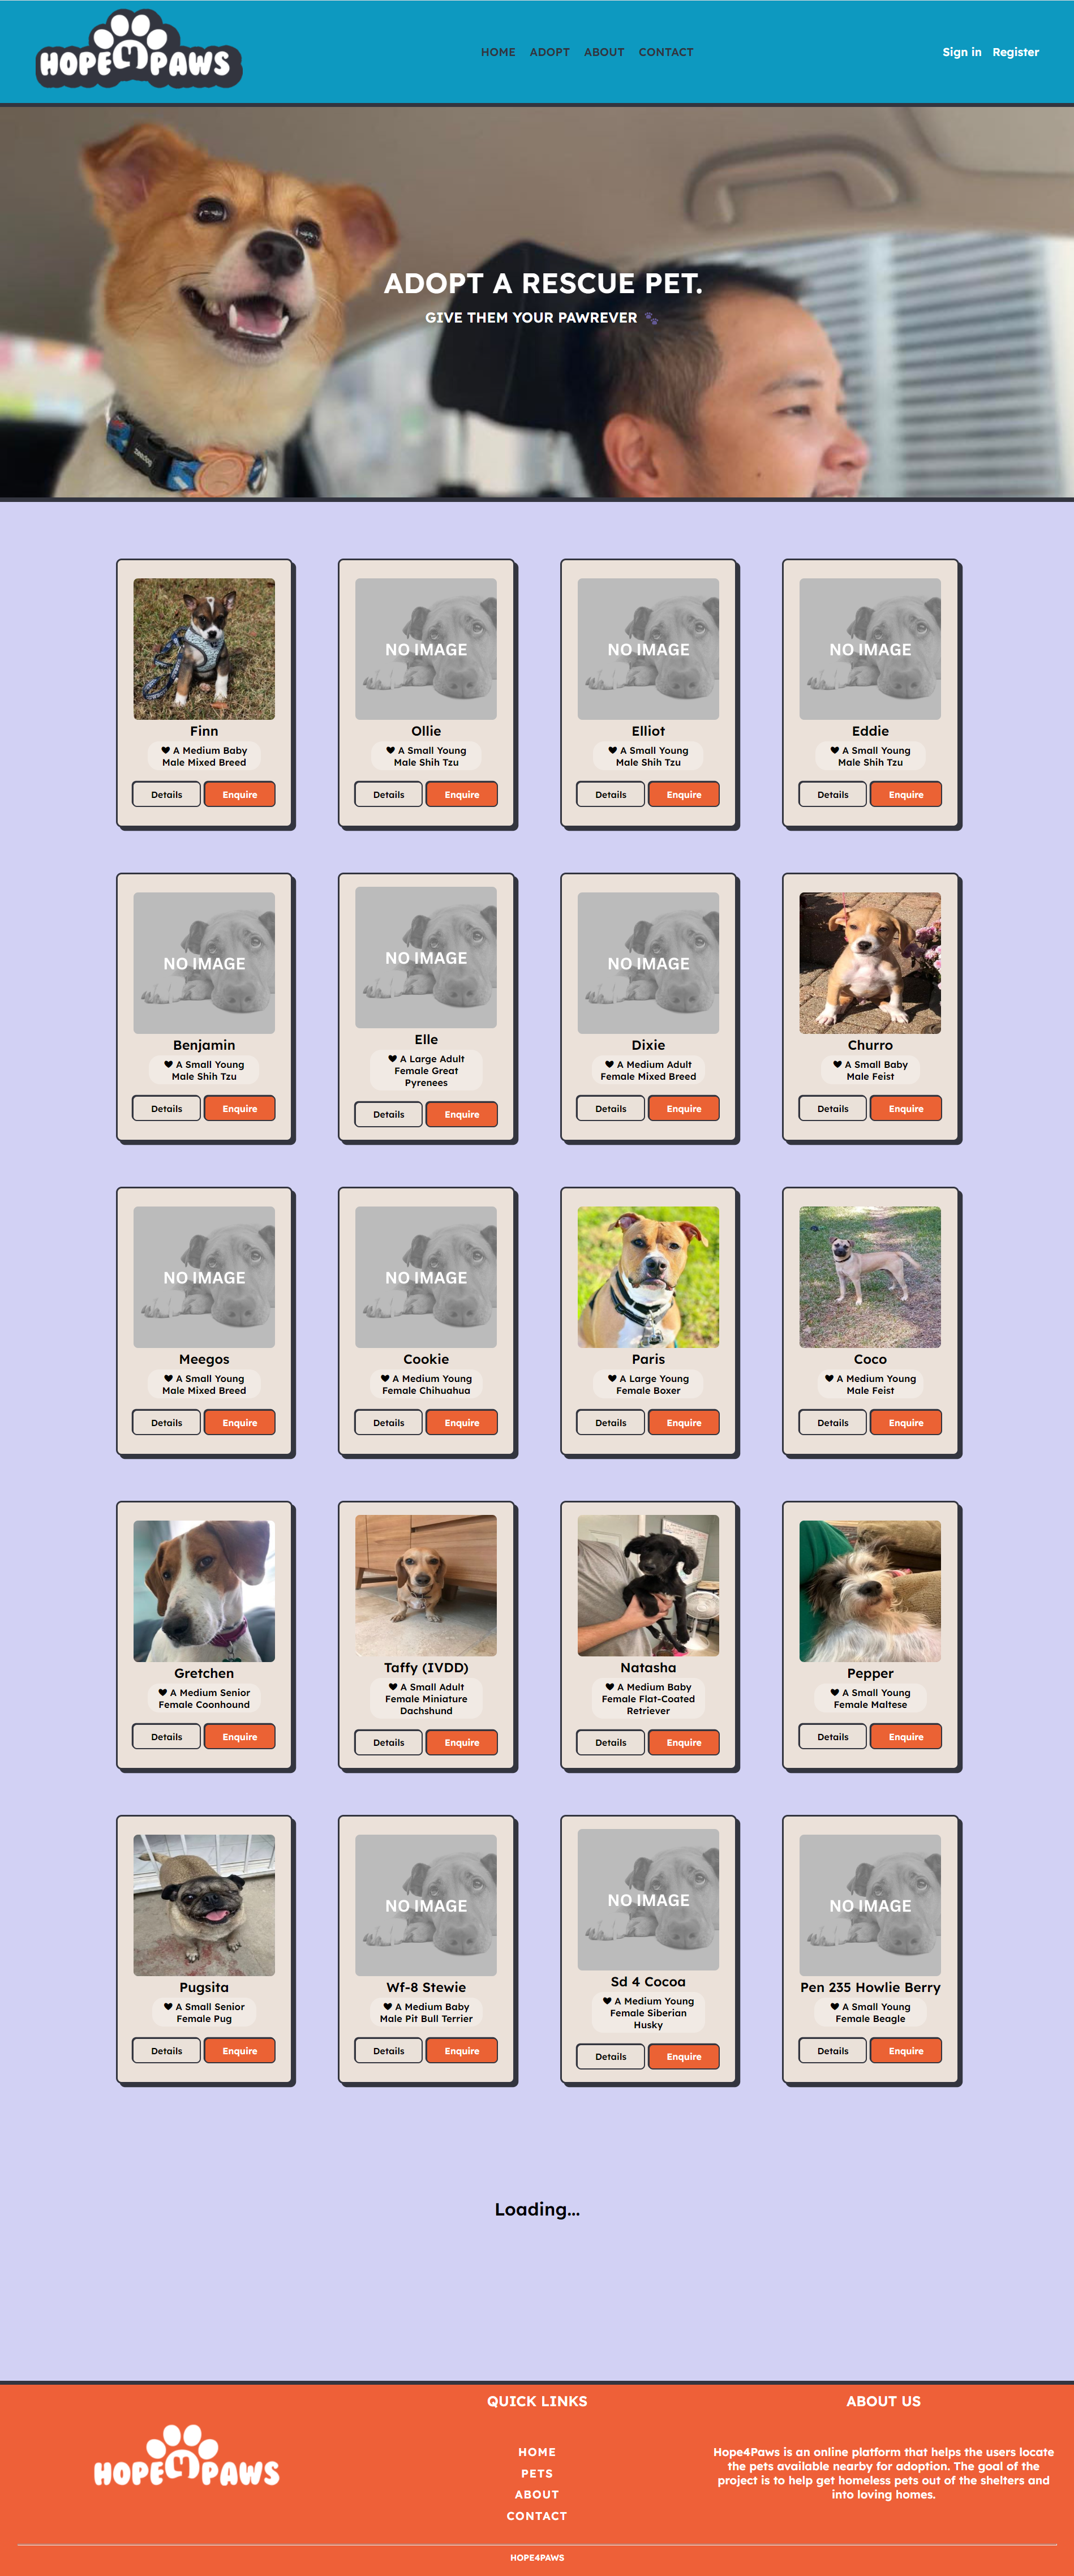 HOPE4PAWS
HOME ADOPT ABOUT CONTACT
Sign in Register
ADOPT A RESCUE PET.
GIVE THEM YOUR PAWREVER
Finn
A Medium Baby
Male Mixed Breed
Details Enquire
NO IMAGE
Ollie
A Small Young
Male Shih Tzu
Details Enquire
NO IMAGE
Elliot
A Small Young
Male Shih Tzu
Details Enquire
NO IMAGE
Eddie
A Small Young
Male Shih Tzu
Details Enquire
NO IMAGE
Benjamin
A Small Young
Male Shih Tzu
Details Enquire
NO IMAGE
Elle
A Large Adult
Female Great
Pyrenees
Details Enquire
NO IMAGE
Dixie
A Medium Adult
Female Mixed Breed
Details Enquire
Churro
A Small Baby
Male Feist
Details Enquire
NO IMAGE
Meegos
A Small Young
Male Mixed Breed
Details Enquire
NO IMAGE
Cookie
A Medium Young
Female Chihuahua
Details Enquire
Paris
A Large Young
Female Boxer
Details Enquire
Coco
A Medium Young
Male Feist
Details Enquire
Gretchen
A Medium Senior
Female Coonhound
Details Enquire
Taffy (IVDD)
A Small Adult
Female Miniature
Dachshund
Details Enquire
Natasha
A Medium Baby
Female Flat-Coated
Retriever
Details Enquire
Pepper
A Small Young
Female Maltese
Details Enquire
Pugsita
A Small Senior
Female Pug
Details Enquire
NO IMAGE
Wf-8 Stewie
A Medium Baby
Male Pit Bull Terrier
Details Enquire
NO IMAGE
Sd 4 Cocoa
A Medium Young
Female Siberian
Husky
Details Enquire
NO IMAGE
Pen 235 Howlie Berry
A Small Young
Female Beagle
Details Enquire
Loading...
HOPE4PAWS
QUICK LINKS
HOME
PETS
ABOUT
CONTACT
ABOUT US
Hope4Paws is an online platform that helps the users locate
the pets available nearby for adoption. The goal of the
project is to help get homeless pets out of the shelters and
into loving homes.
HOPE4PAWS